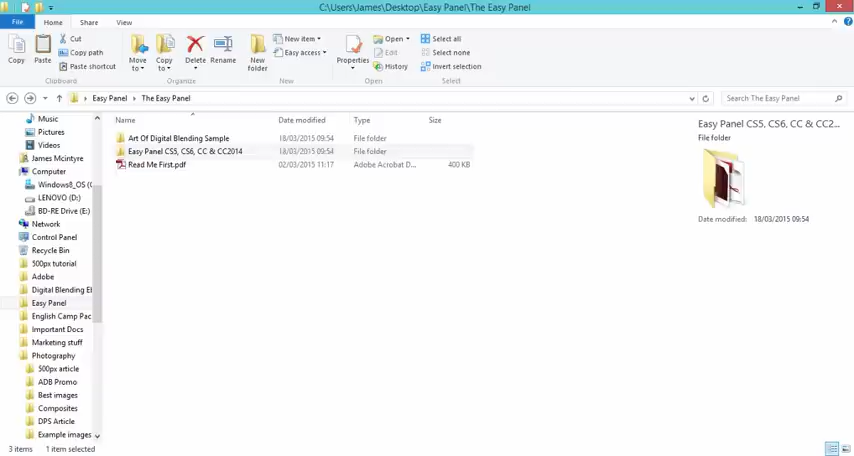 C:\Users\James\Desktop\Easy Panel\The Easy Panel
File Home Share View
Copy
Paste
Cut
Copy path
Paste shortcut
Clipboard
Move to
Copy to
Delete
Rename
Organize
New folder
New item
Easy access
New
Properties
Open
Edit
History
Open
Select all
Select none
Invert selection
Select
Easy Panel The Easy Panel
Search The Easy Panel
Name Date modified Type Size
Art Of Digital Blending Sample 18/03/2015 09:54 File folder
Easy Panel CS5, CS6, CC & CC2014 18/03/2015 09:54 File folder
Read Me First.pdf 02/03/2015 11:17 Adobe Acrobat D... 400 KB
Music
Pictures
Videos
James Mcintyre
Computer
Windows8_OS (C
LENOVO (D:)
BD-RE Drive (E:)
Network
Control Panel
Recycle Bin
500px tutorial
Adobe
Digital Blending Eb
Easy Panel
English Camp Pac
Important Docs
Marketing stuff
Photography
500px article
ADB Promo
Best images
Composites
DPS Article
Example images
Easy Panel CS5, CS6, CC & CC2...
File folder
Date modified: 18/03/2015 09:54
3 items 1 item selected